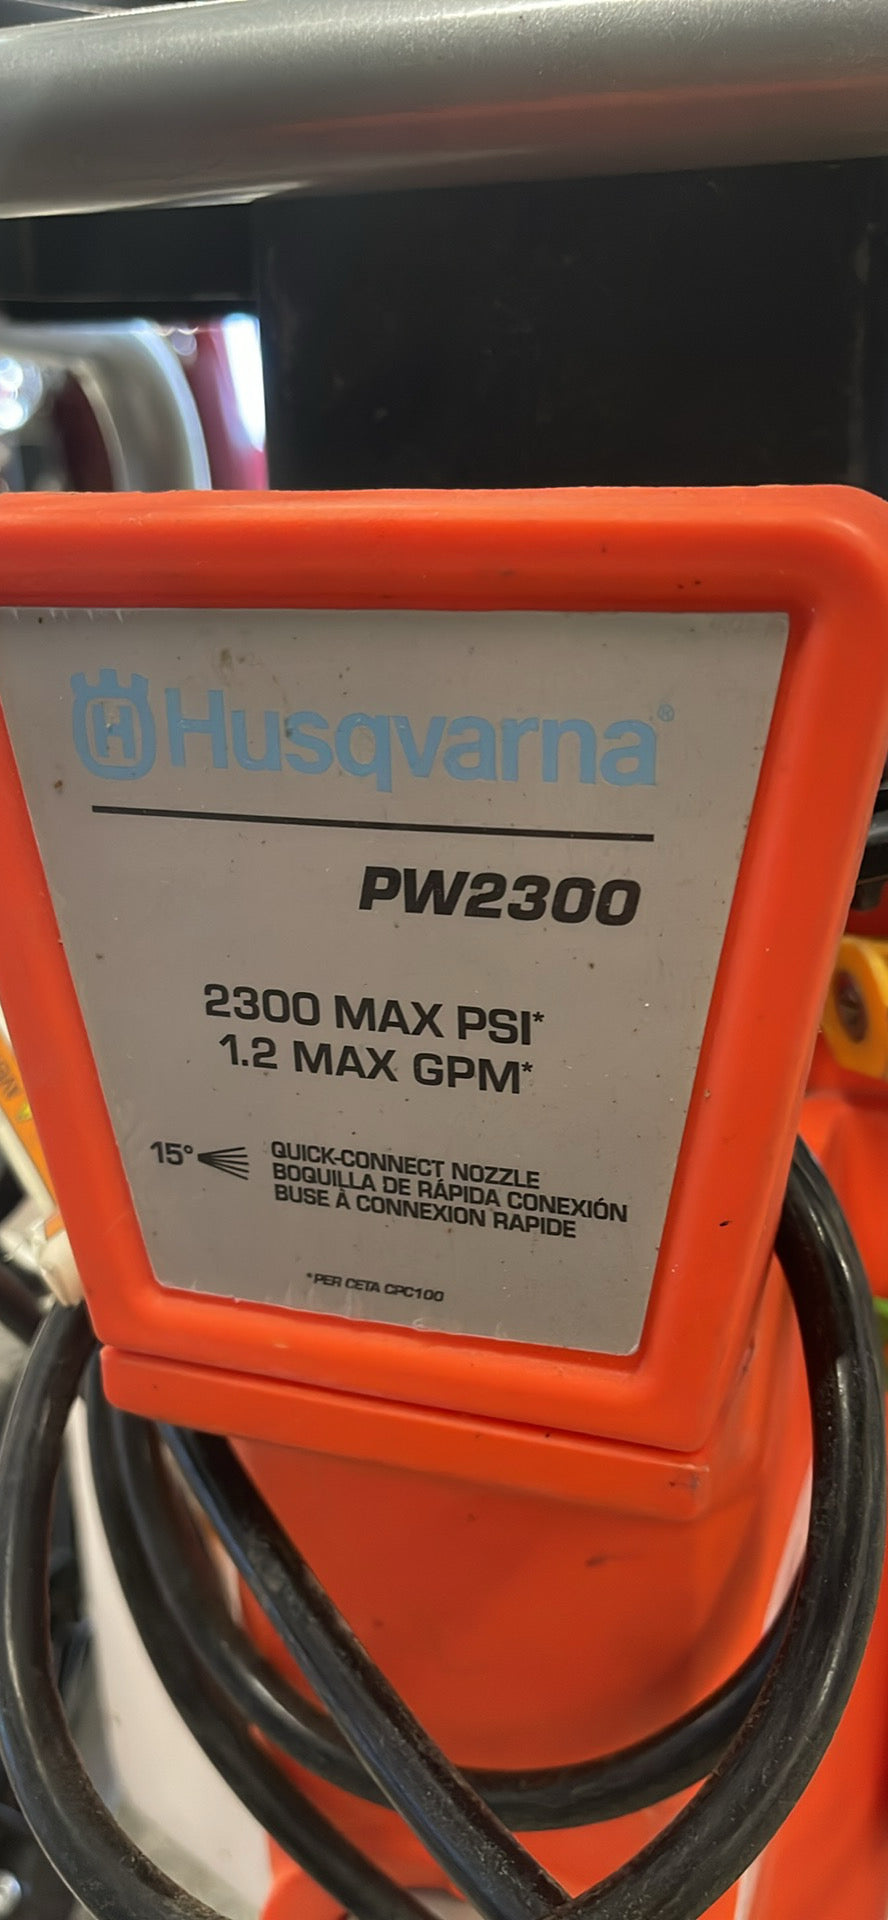 Husqvarna®
PW2300
2300 MAX PSI*
1.2 MAX GPM*
15° QUICK-CONNECT NOZZLE
BOQUILLA DE RÁPIDA CONEXIÓN
BUSE À CONNEXION RAPIDE
*PER CETA CPC100